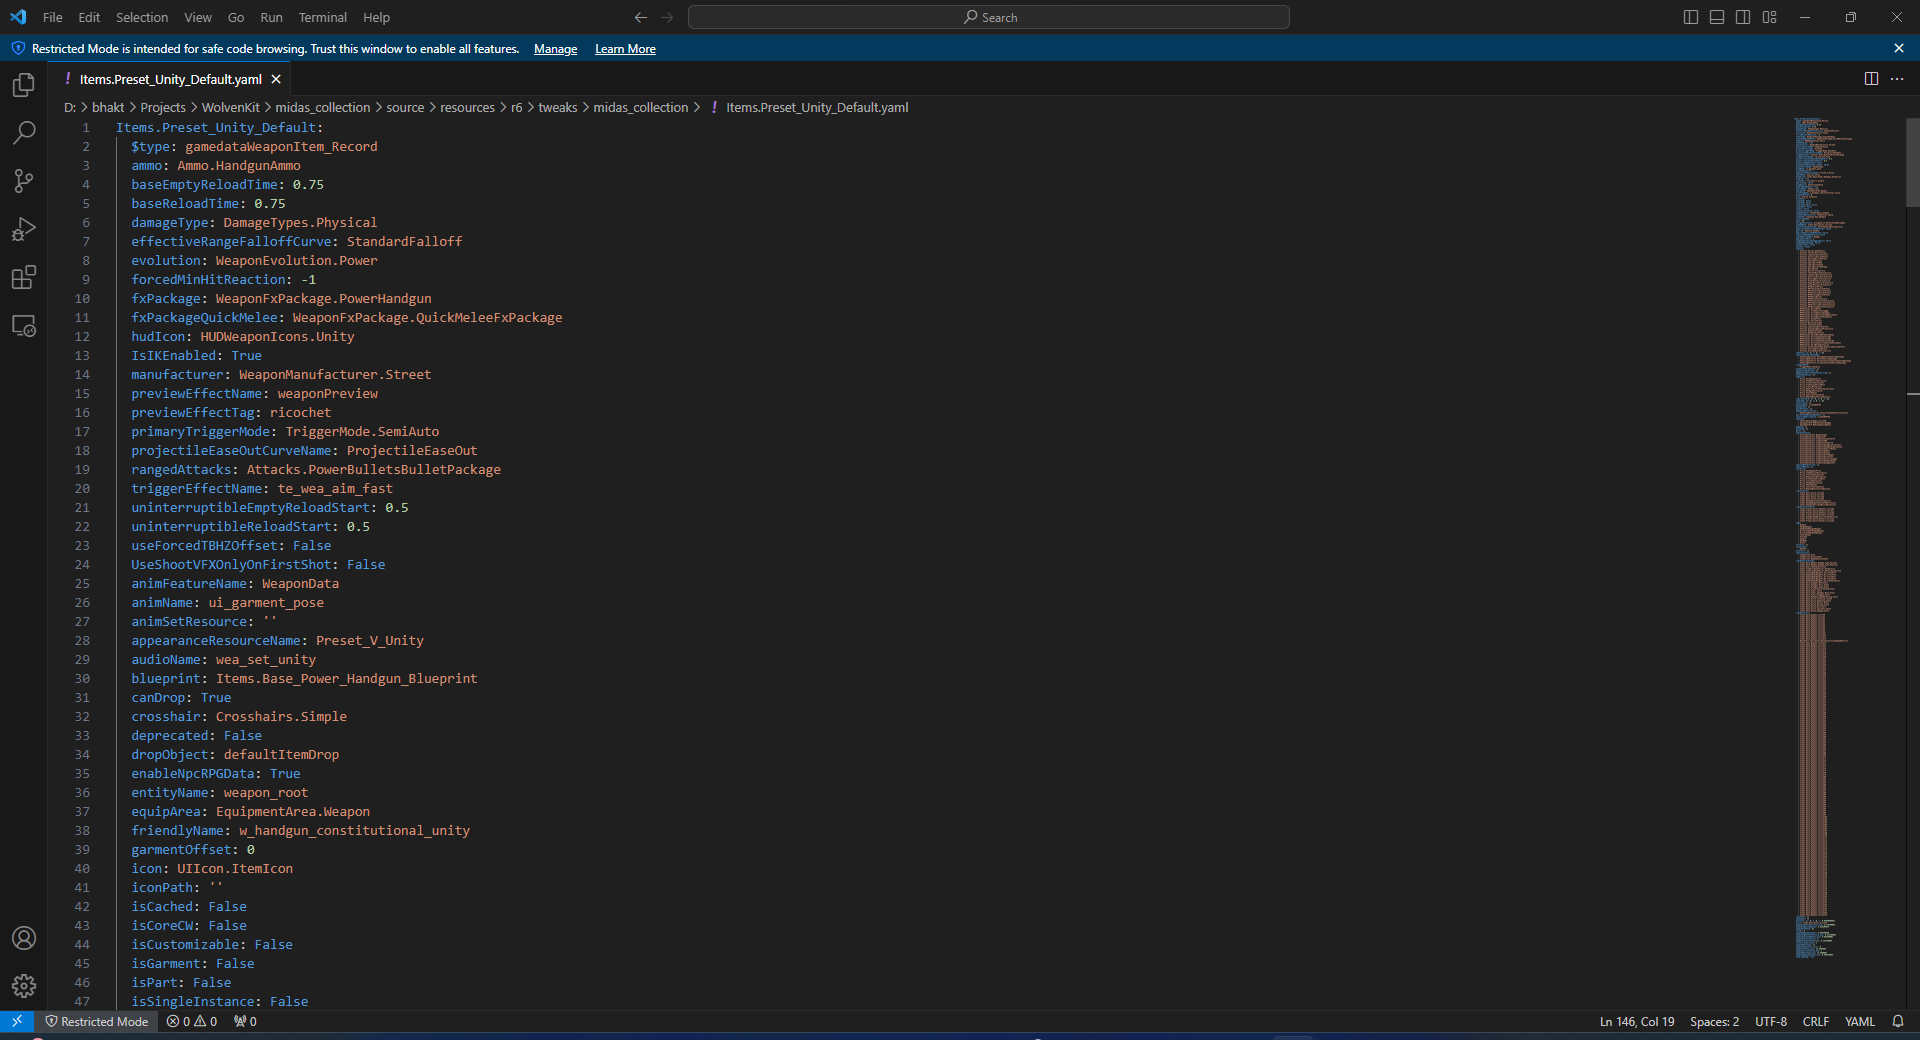 File Edit Selection View Go Run Terminal Help
Search
Restricted Mode is intended for safe code browsing. Trust this window to enable all features. Manage Learn More
! Items.Preset_Unity_Default.yaml
D: > bhakt > Projects > WolvenKit > midas_collection > source > resources > r6 > tweaks > midas_collection > ! Items.Preset_Unity_Default.yaml
1 Items.Preset_Unity_Default:
2 $type: gamedataWeaponItem_Record
3 ammo: Ammo.HandgunAmmo
4 baseEmptyReloadTime: 0.75
5 baseReloadTime: 0.75
6 damageType: DamageTypes.Physical
7 effectiveRangeFalloffCurve: StandardFalloff
8 evolution: WeaponEvolution.Power
9 forcedMinHitReaction: -1
10 fxPackage: WeaponFxPackage.PowerHandgun
11 fxPackageQuickMelee: WeaponFxPackage.QuickMeleeFxPackage
12 hudIcon: HUDWeaponIcons.Unity
13 IsIKEnabled: True
14 manufacturer: WeaponManufacturer.Street
15 previewEffectName: weaponPreview
16 previewEffectTag: ricochet
17 primaryTriggerMode: TriggerMode.SemiAuto
18 projectileEaseOutCurveName: ProjectileEaseOut
19 rangedAttacks: Attacks.PowerBulletsBulletPackage
20 triggerEffectName: te_wea_aim_fast
21 uninterruptibleEmptyReloadStart: 0.5
22 uninterruptibleReloadStart: 0.5
23 useForcedTBHZOffset: False
24 UseShootVFXOnlyOnFirstShot: False
25 animFeatureName: WeaponData
26 animName: ui_garment_pose
27 animSetResource: ''
28 appearanceResourceName: Preset_V_Unity
29 audioName: wea_set_unity
30 blueprint: Items.Base_Power_Handgun_Blueprint
31 canDrop: True
32 crosshair: Crosshairs.Simple
33 deprecated: False
34 dropObject: defaultItemDrop
35 enableNpcRPGData: True
36 entityName: weapon_root
37 equipArea: EquipmentArea.Weapon
38 friendlyName: w_handgun_constitutional_unity
39 garmentOffset: 0
40 icon: UIIcon.ItemIcon
41 iconPath: ''
42 isCached: False
43 isCoreCW: False
44 isCustomizable: False
45 isGarment: False
46 isPart: False
47 isSingleInstance: False
Restricted Mode 0 0 0 Ln 146, Col 19 Spaces: 2 UTF-8 CRLF YAML